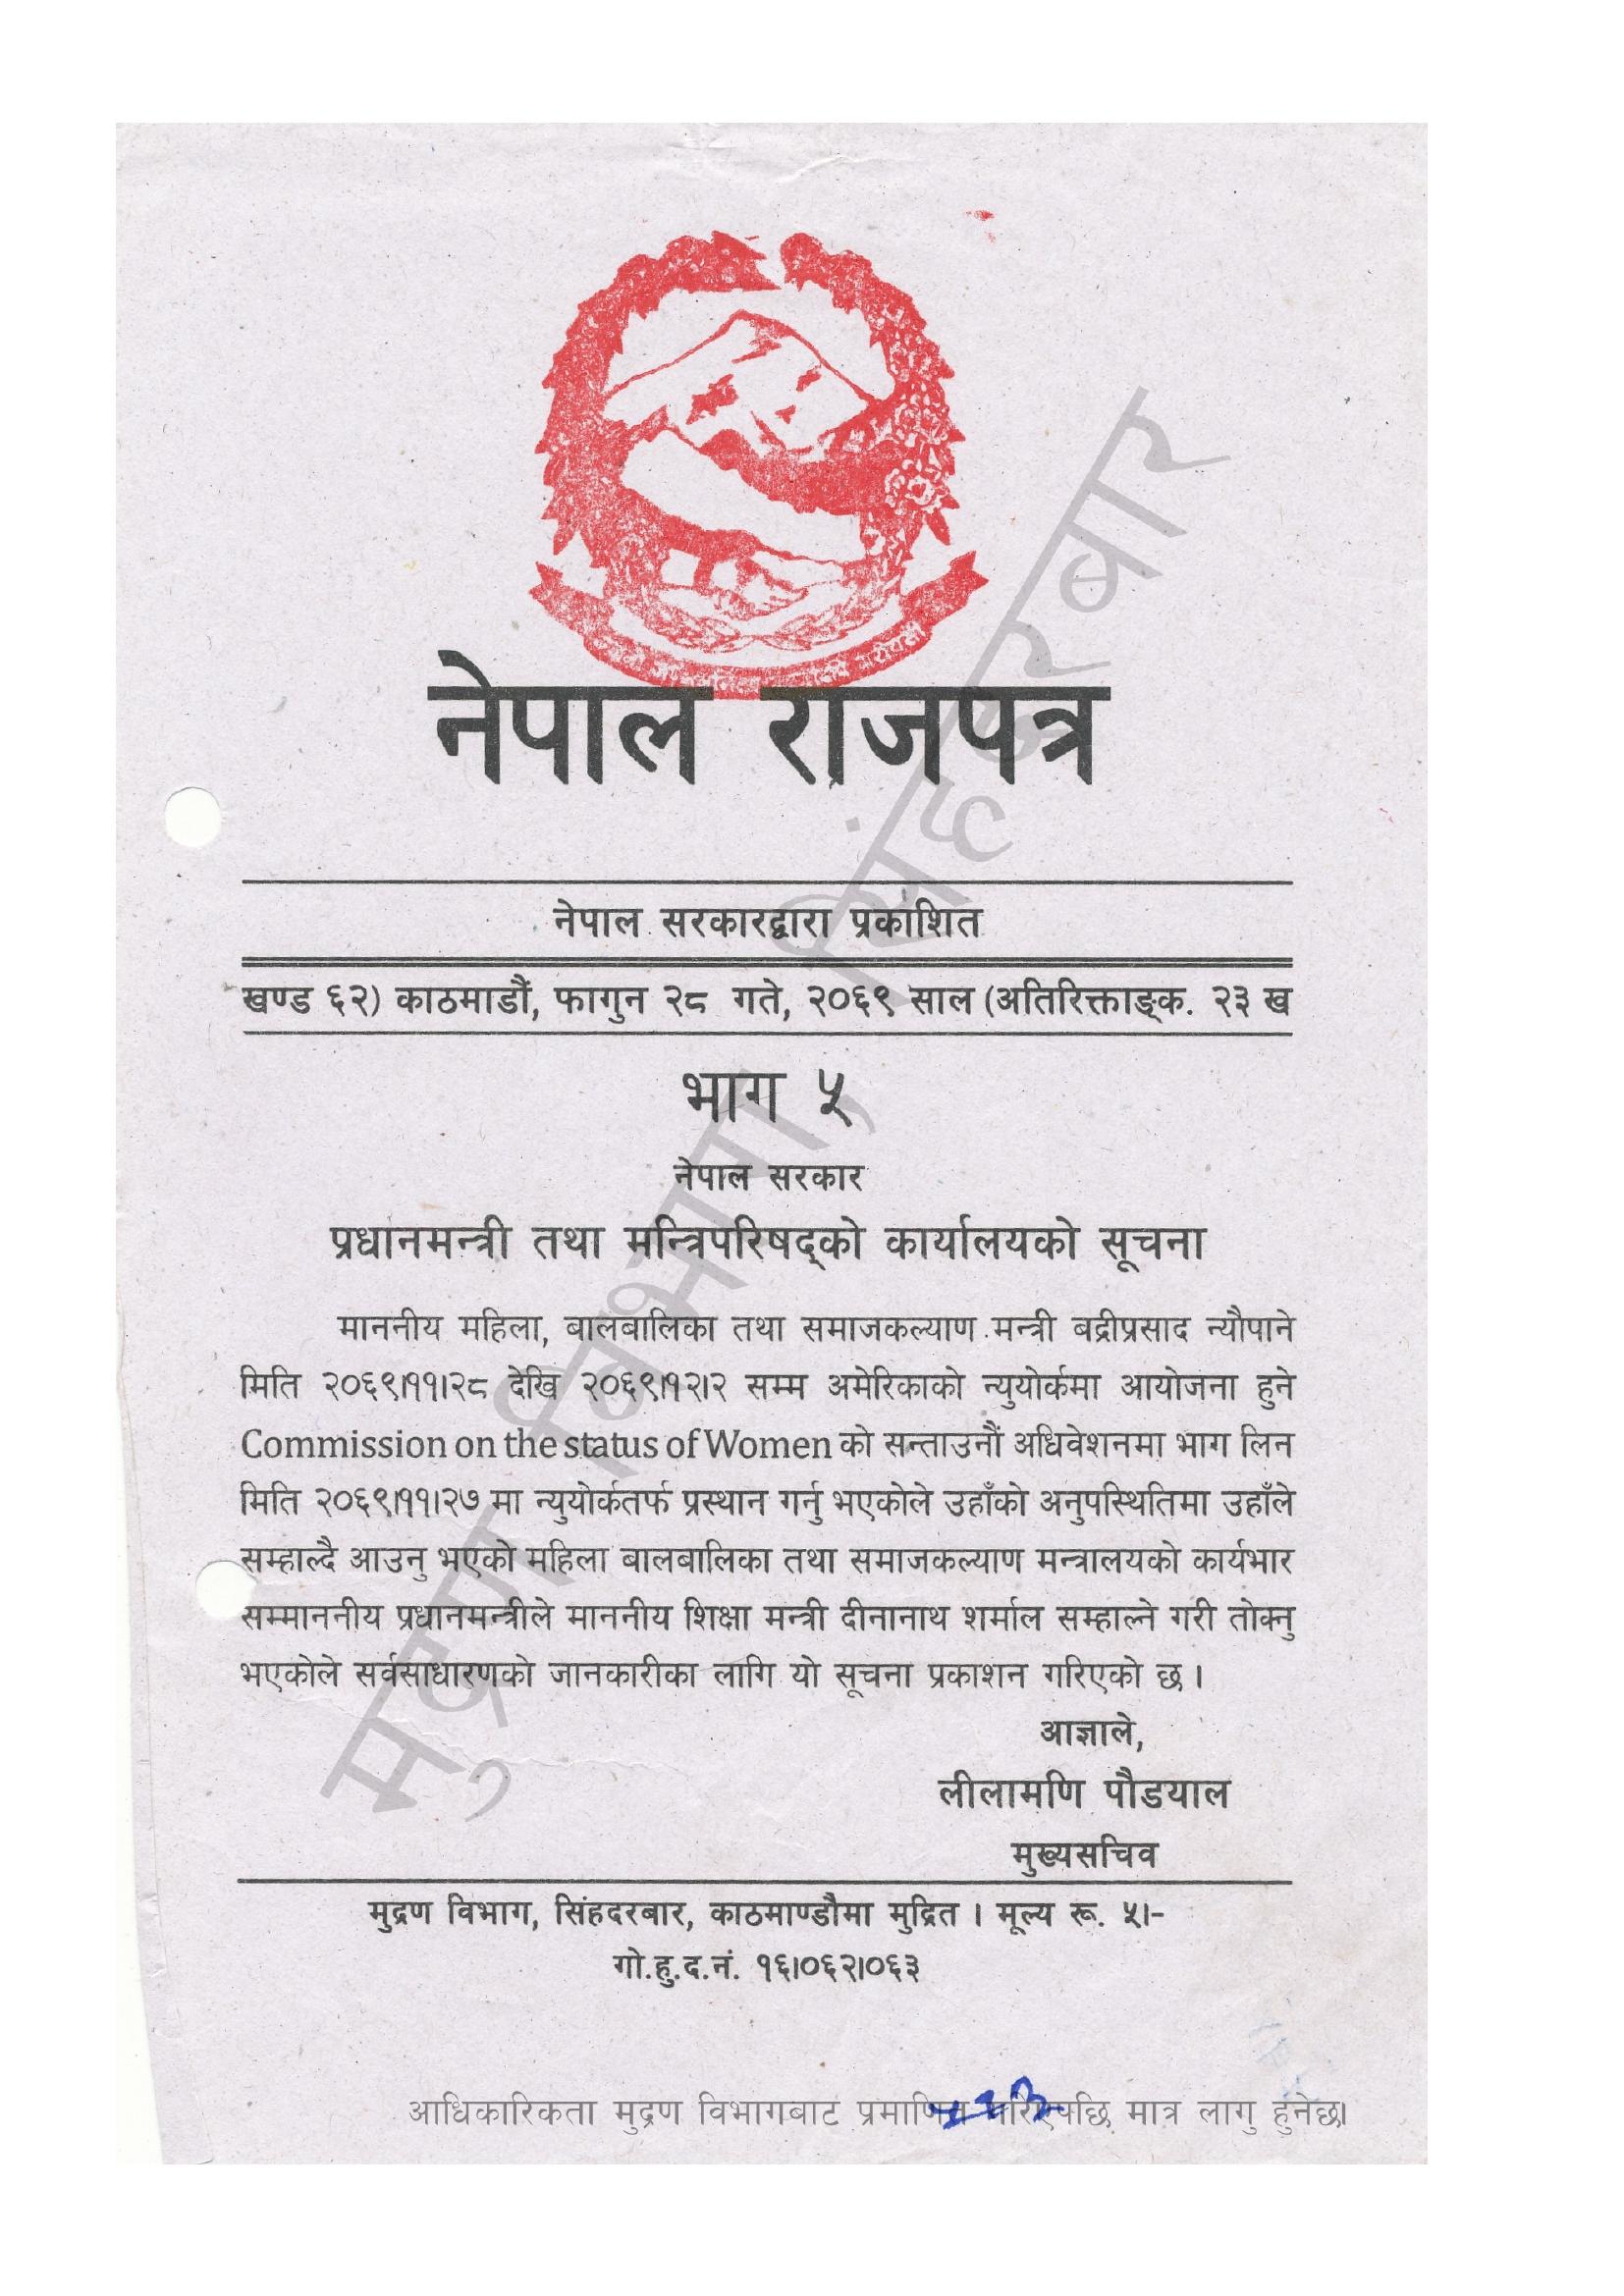 नेपाल राजपत्र
नेपाल सरकारद्वारा प्रकाशित
खण्ड ६२) काठमाडौं, फागुन २८ गते, २०६९ साल (अतिरिक्ताङ्क. २३ ख
भाग ५
नेपाल सरकार
प्रधानमन्त्री तथा मन्त्रिपरिषद्को कार्यालयको सूचना
माननीय महिला, बालबालिका तथा समाजकल्याण मन्त्री बद्रीप्रसाद न्यौपाने
मिति २०६९।११।२८ देखि २०६९।१२।२ सम्म अमेरिकाको न्युयोर्कमा आयोजना हुने
Commission on the status of Women को सन्ताउनौं अधिवेशनमा भाग लिन
मिति २०६९।११।२७ मा न्युयोर्कतर्फ प्रस्थान गर्नु भएकोले उहाँको अनुपस्थितिमा उहाँले
सम्हाल्दै आउनु भएको महिला बालबालिका तथा समाजकल्याण मन्त्रालयको कार्यभार
सम्माननीय प्रधानमन्त्रीले माननीय शिक्षा मन्त्री दीनानाथ शर्माल सम्हाल्ने गरी तोक्नु
भएकोले सर्वसाधारणको जानकारीका लागि यो सूचना प्रकाशन गरिएको छ ।
आज्ञाले,
लीलामणि पौडयाल
मुख्यसचिव
मुद्रण विभाग, सिंहदरबार, काठमाण्डौमा मुद्रित । मूल्य रू. ५।-
गो.हु.द.नं. १६।०६२।०६३
आधिकारिकता मुद्रण विभागबाट प्रमाणित गरिएपछि मात्र लागु हुनेछ।
मुद्रण विभाग, सिंहदरबार